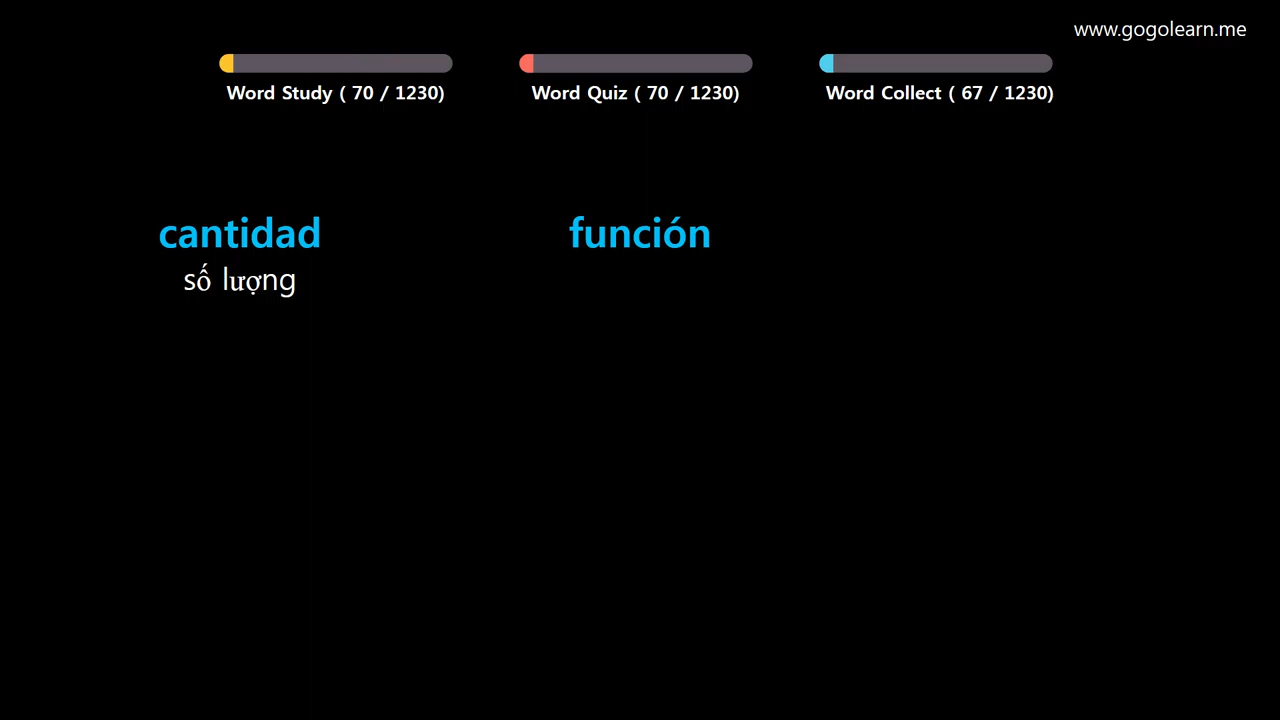 www.gogolearn.me
Word Study ( 70 / 1230)
Word Quiz ( 70 / 1230)
Word Collect ( 67 / 1230)
cantidad
función
số lượng